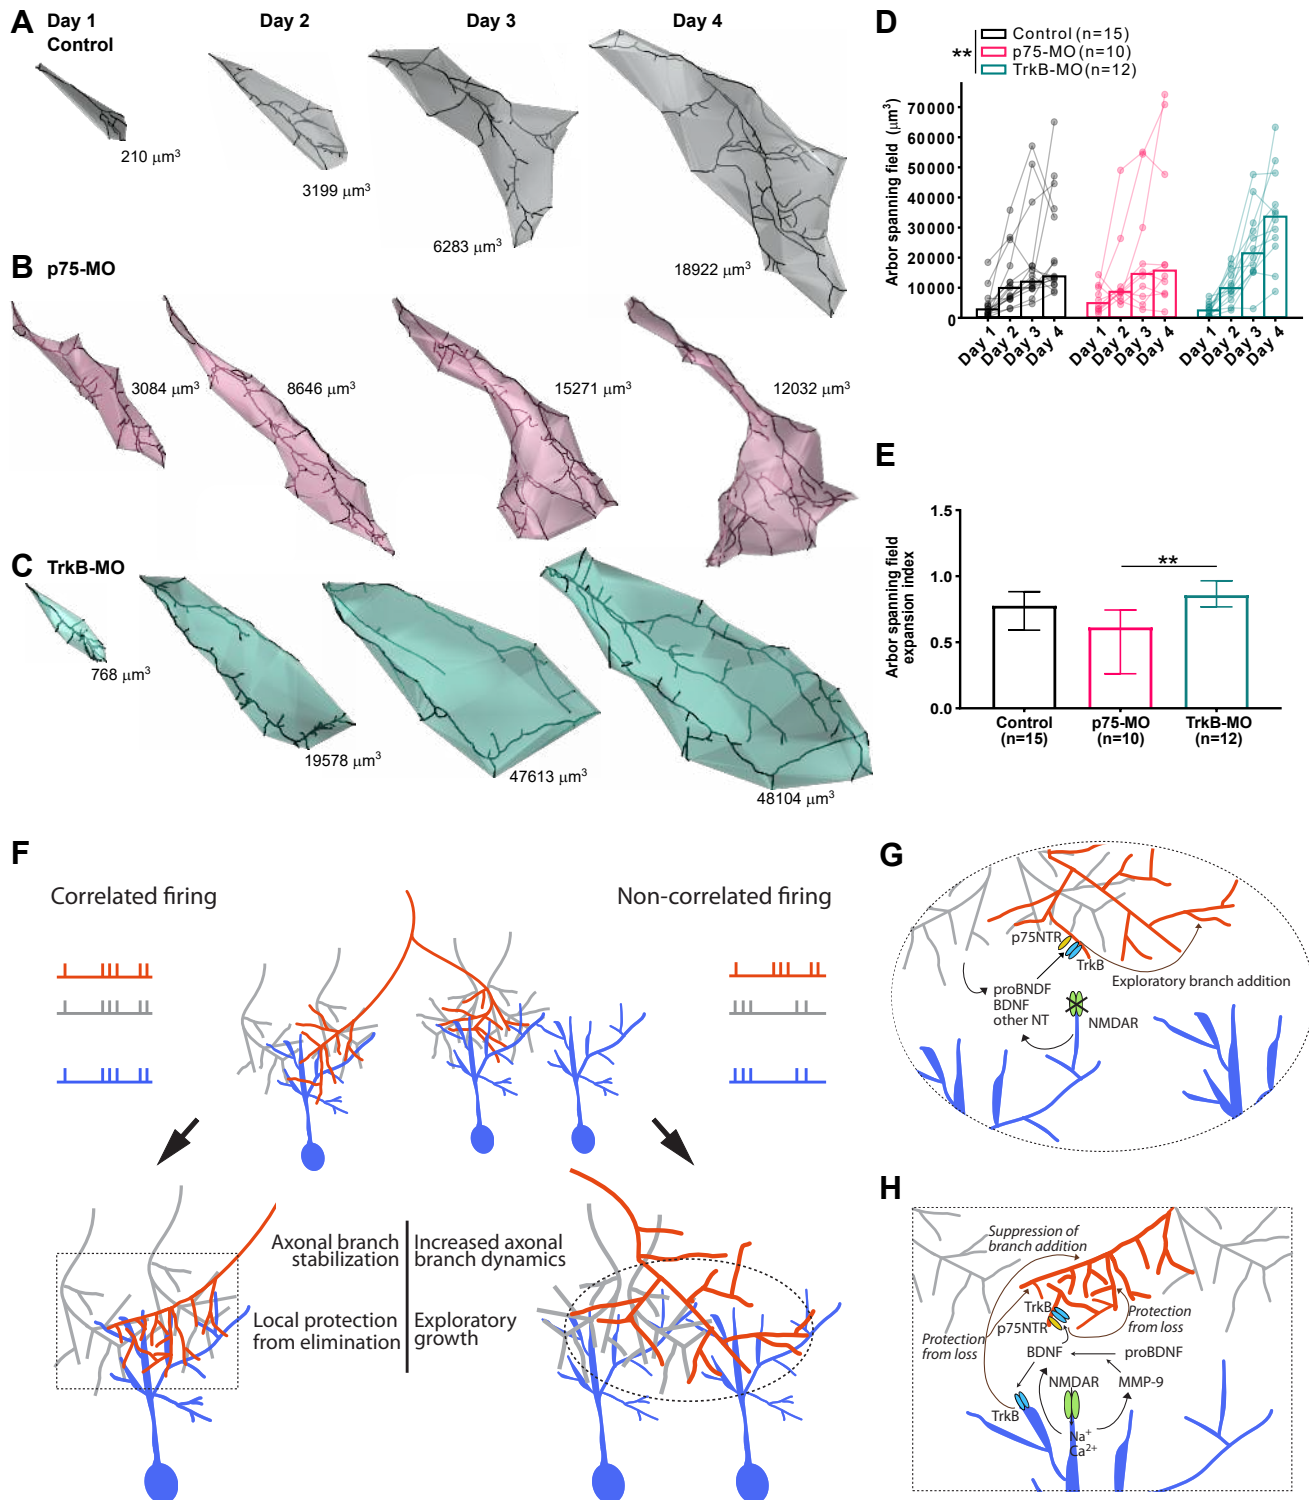 A
Day 1
Control
Day 2
Day 3
Day 4
210 µm³
3199 µm³
6283 µm³
18922 µm³
B
p75-MO
3084 µm³
8646 µm³
15271 µm³
12032 µm³
C
TrkB-MO
768 µm³
19578 µm³
47613 µm³
48104 µm³
D
**
Control (n=15)
p75-MO (n=10)
TrkB-MO (n=12)
Arbor spanning field (µm³)
70000
60000
50000
40000
30000
20000
10000
0
Day 1
Day 2
Day 3
Day 4
Day 1
Day 2
Day 3
Day 4
Day 1
Day 2
Day 3
Day 4
E
Arbor spanning field
expansion index
1.5
1.0
0.5
0.0
**
Control
(n=15)
p75-MO
(n=10)
TrkB-MO
(n=12)
F
Correlated firing
Non-correlated firing
Axonal branch
stabilization
Increased axonal
branch dynamics
Local protection
from elimination
Exploratory
growth
G
p75NTR
TrkB
Exploratory branch addition
proBNDF
BDNF
other NT
NMDAR
H
Suppression of
branch addition
TrkB
p75NTR
Protection
from loss
Protection
from loss
BDNF
proBDNF
NMDAR
MMP-9
TrkB
Na⁺
Ca²⁺